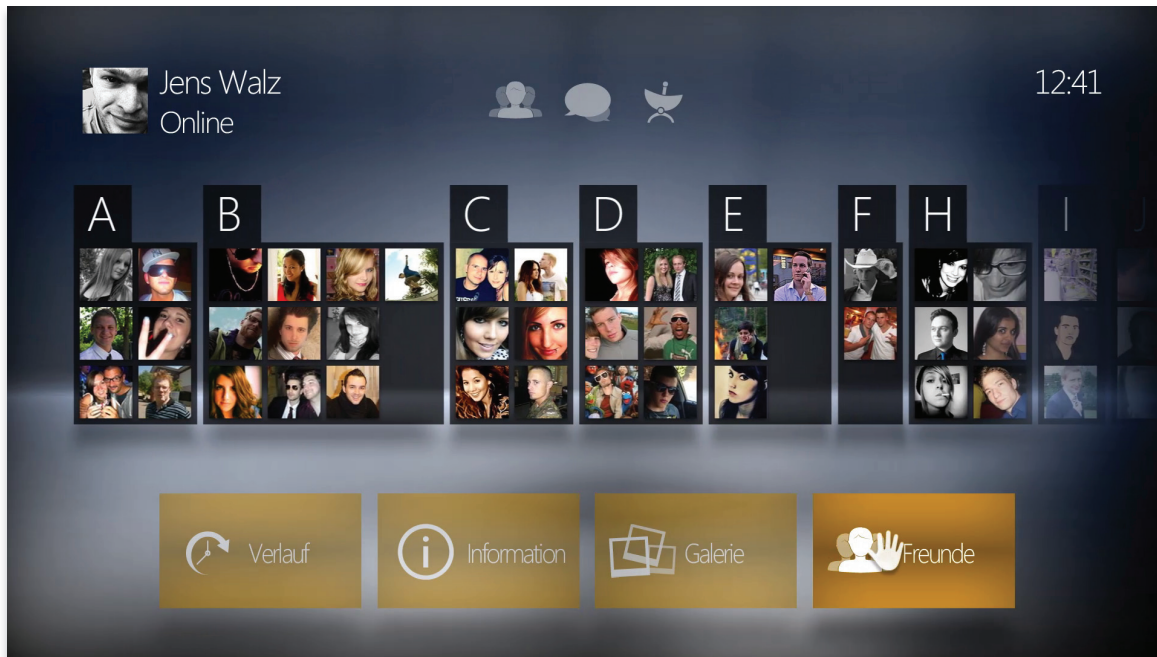 Jens Walz
Online
12:41
A B C D E F H I J
Verlauf
Information
Galerie
Freunde